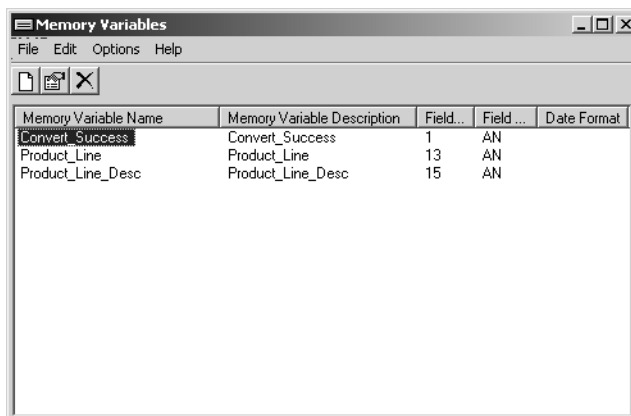 Memory Variables
File Edit Options Help
Memory Variable Name Memory Variable Description Field... Field ... Date Format
Convert_Success Convert_Success 1 AN
Product_Line Product_Line 13 AN
Product_Line_Desc Product_Line_Desc 15 AN